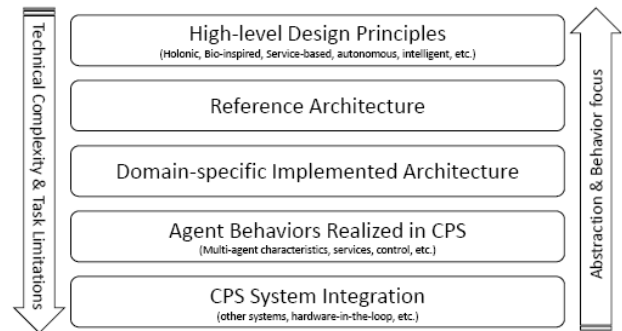 Technical Complexity & Task Limitations
High-level Design Principles
(Holonic, Bio-inspired, Service-based, autonomous, intelligent, etc.)
Reference Architecture
Domain-specific Implemented Architecture
Agent Behaviors Realized in CPS
(Multi-agent characteristics, services, control, etc.)
CPS System Integration
(other systems, hardware-in-the-loop, etc.)
Abstraction & Behavior focus